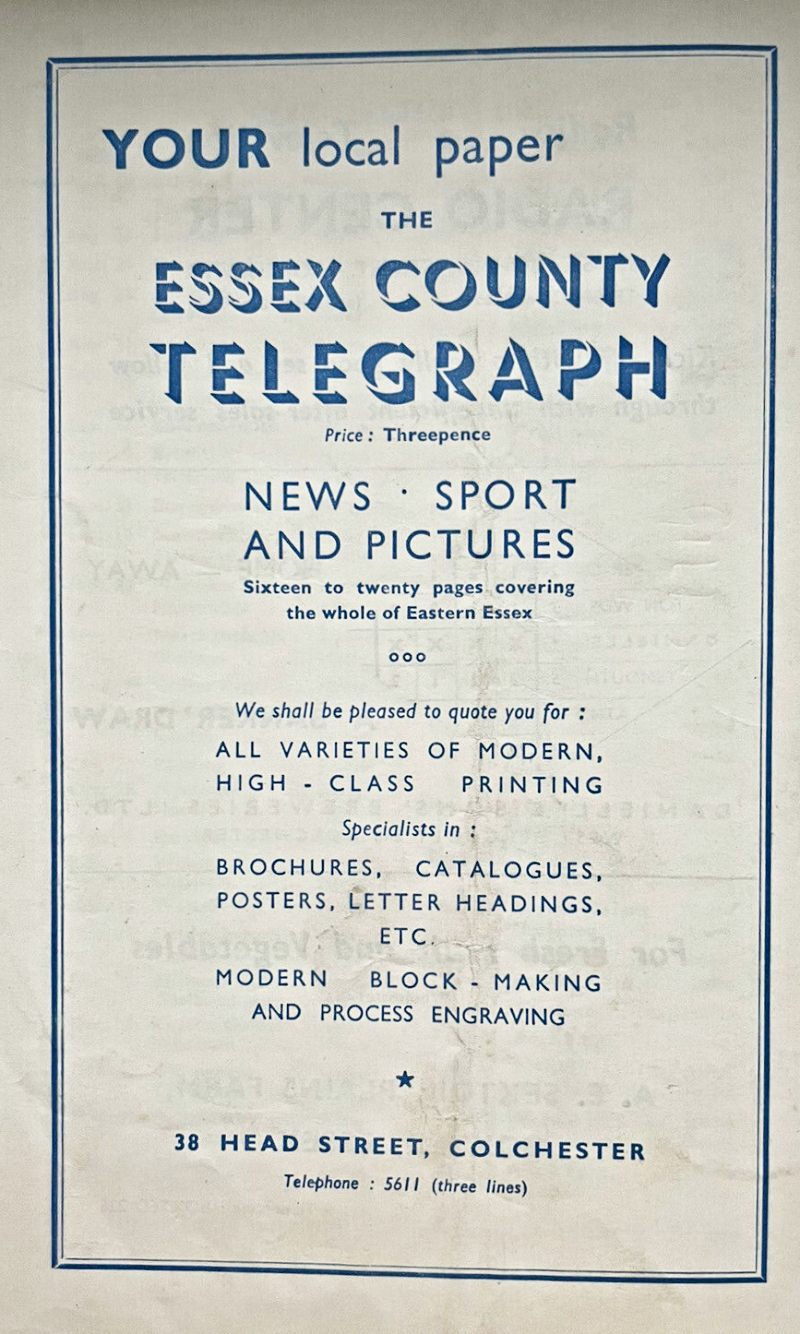 YOUR local paper
THE
ESSEX COUNTY
TELEGRAPH
Price : Threepence
NEWS · SPORT
AND PICTURES
Sixteen to twenty pages covering
the whole of Eastern Essex
ooo
We shall be pleased to quote you for :
ALL VARIETIES OF MODERN,
HIGH - CLASS PRINTING
Specialists in :
BROCHURES, CATALOGUES,
POSTERS, LETTER HEADINGS,
ETC.
MODERN BLOCK - MAKING
AND PROCESS ENGRAVING
★
38 HEAD STREET, COLCHESTER
Telephone : 5611 (three lines)